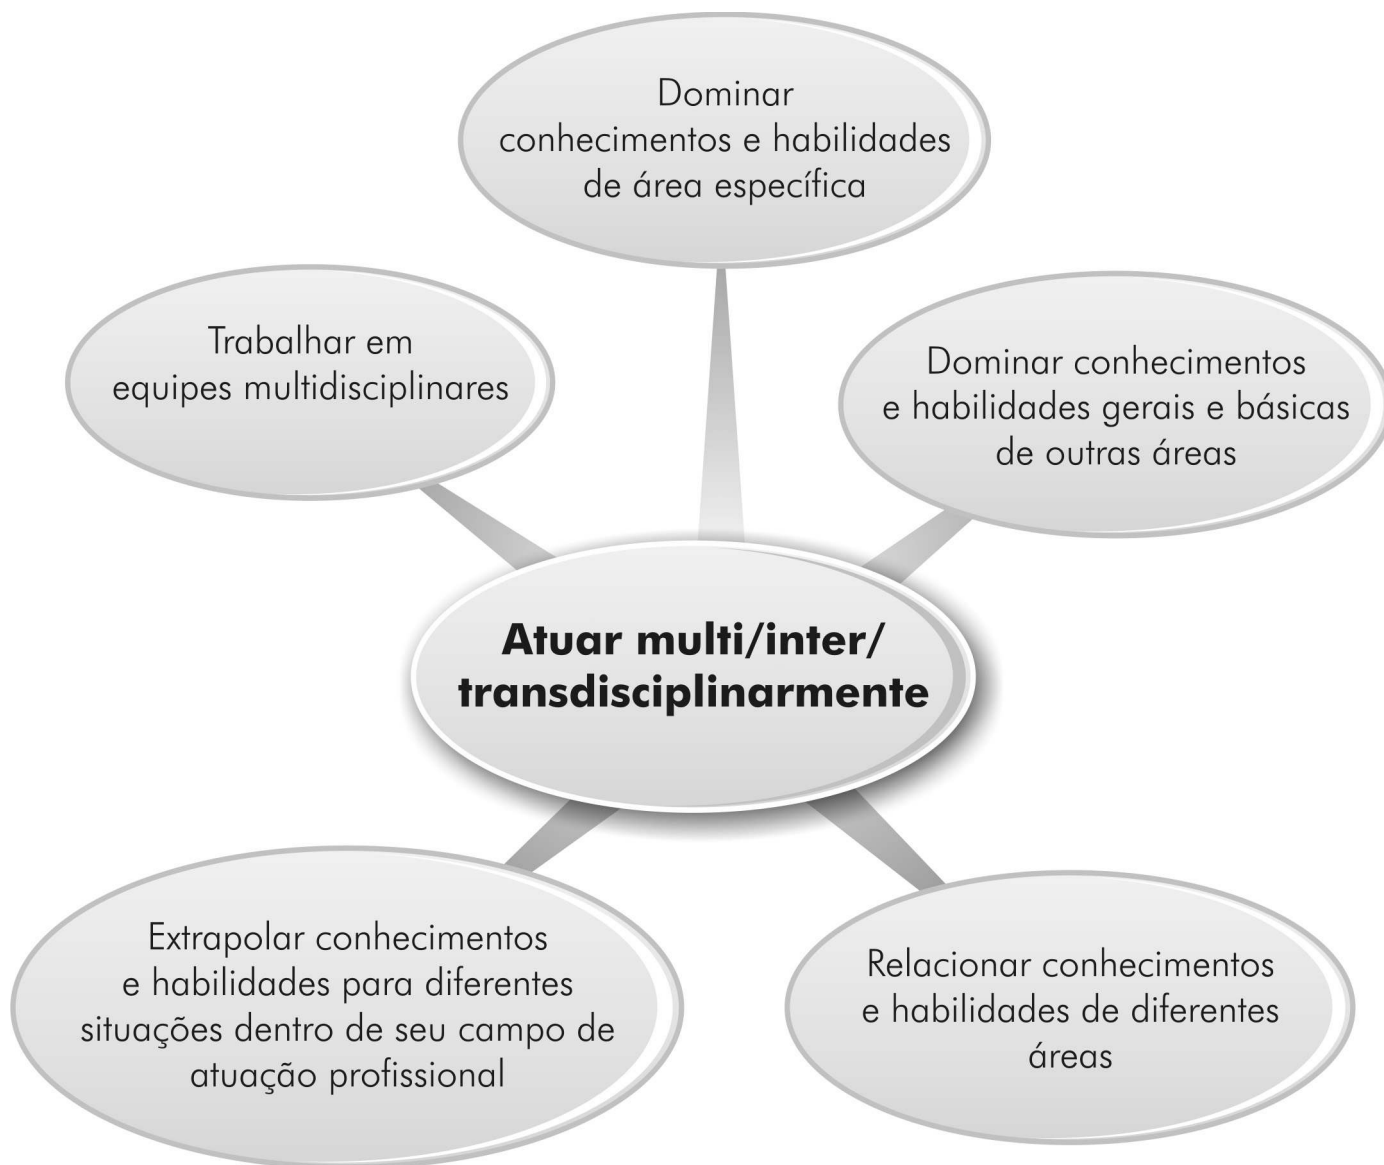 Dominar
conhecimentos e habilidades
de área específica
Trabalhar em
equipes multidisciplinares
Dominar conhecimentos
e habilidades gerais e básicas
de outras áreas
Atuar multi/inter/
transdisciplinarmente
Extrapolar conhecimentos
e habilidades para diferentes
situações dentro de seu campo de
atuação profissional
Relacionar conhecimentos
e habilidades de diferentes
áreas